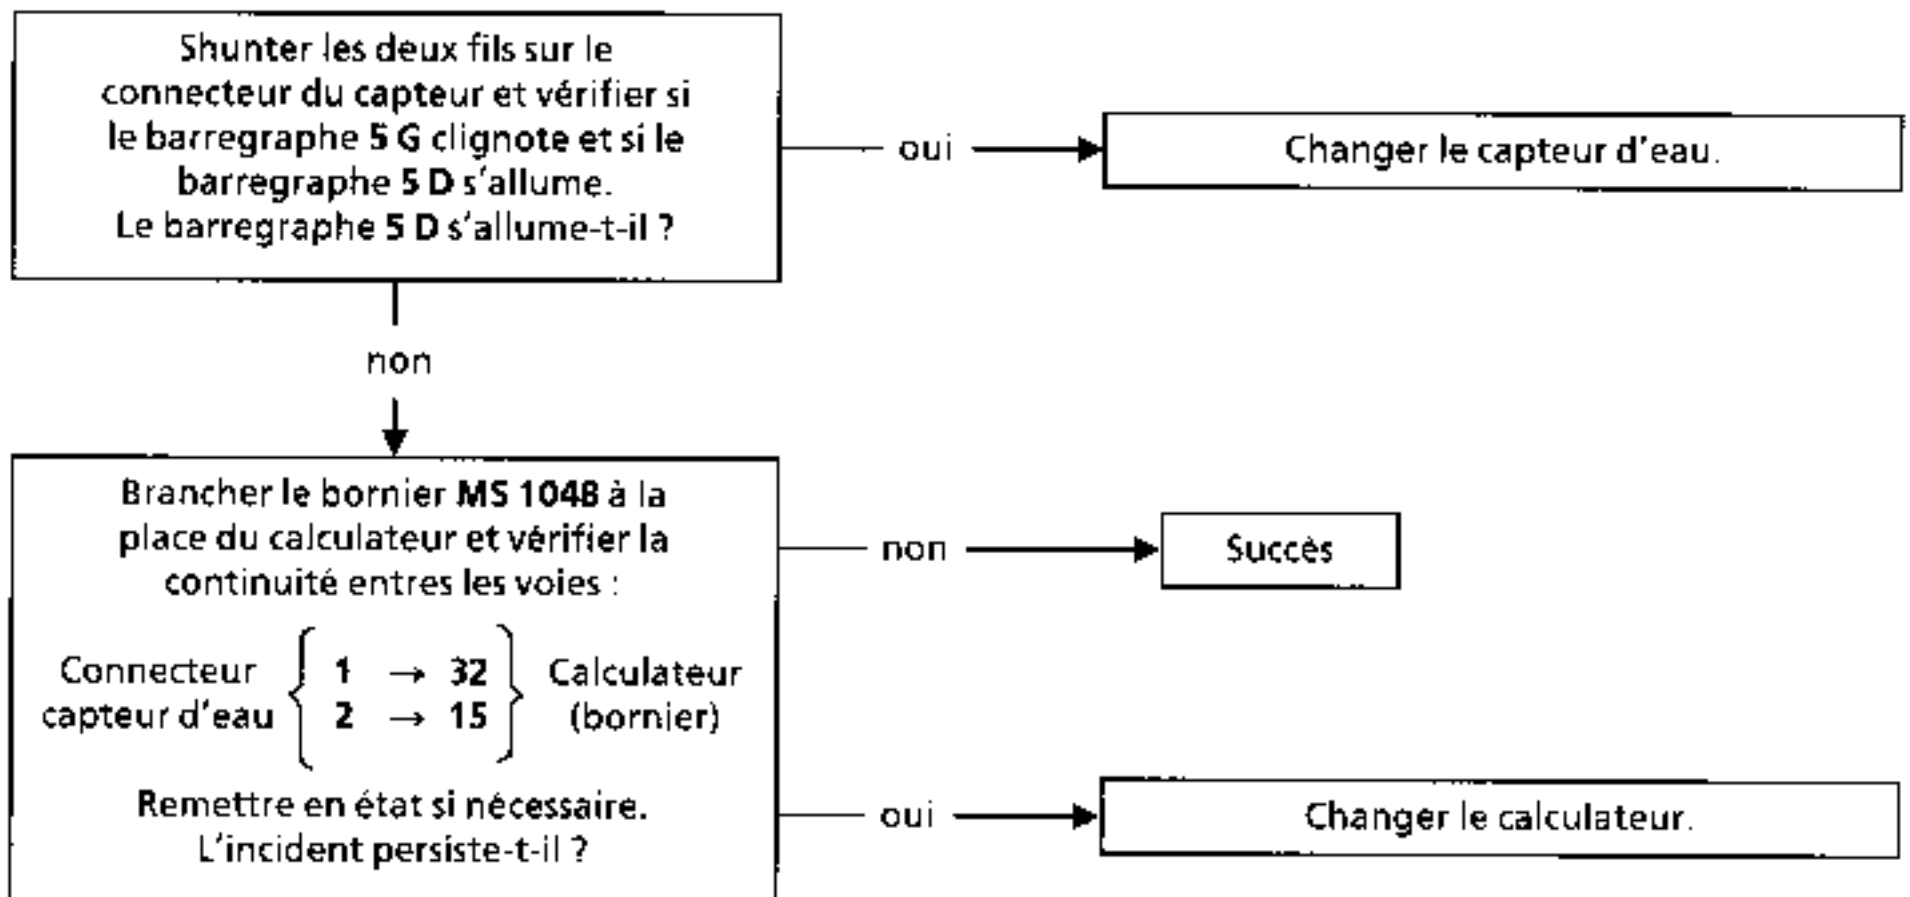 Shunter les deux fils sur le
connecteur du capteur et vérifier si
le barregraphe 5 G clignote et si le
barregraphe 5 D s'allume.
Le barregraphe 5 D s'allume-t-il ?
oui
Changer le capteur d'eau.
non
Brancher le bornier MS 1048 à la
place du calculateur et vérifier la
continuité entres les voies :
Connecteur
capteur d'eau
1 → 32
2 → 15
Calculateur
(bornier)
Remettre en état si nécessaire.
L'incident persiste-t-il ?
non
Succès
oui
Changer le calculateur.